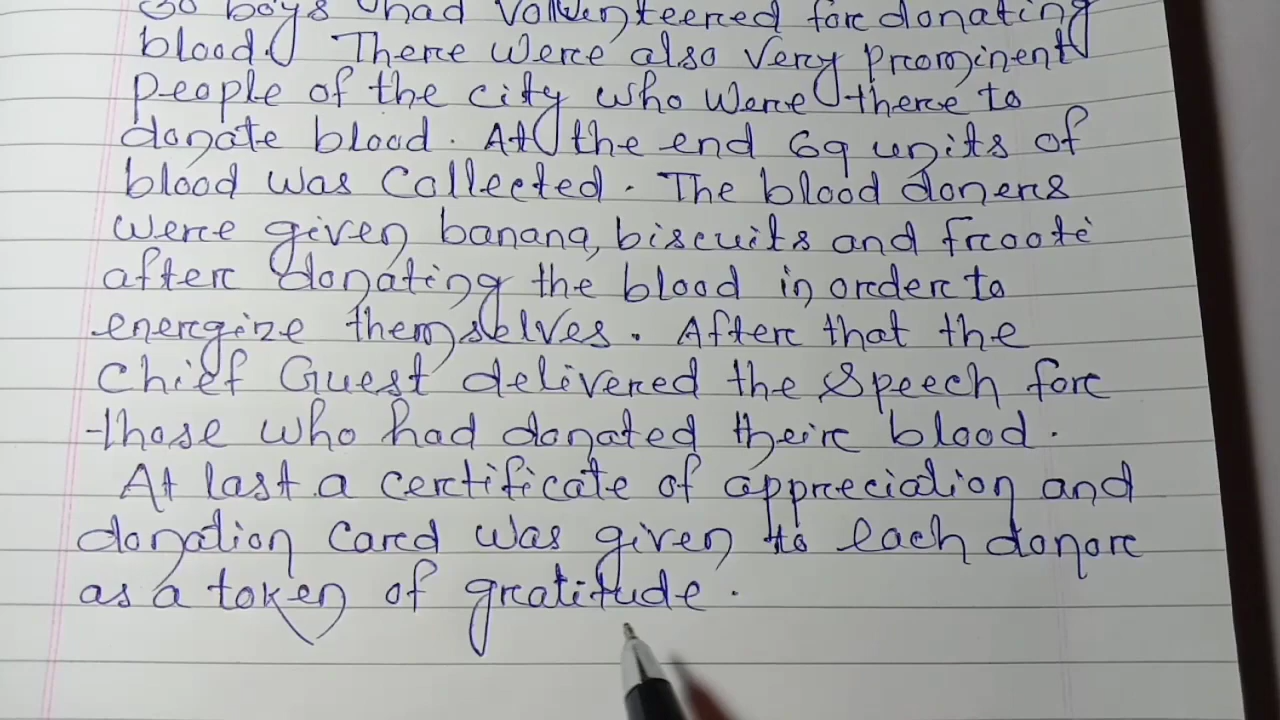 30 boys had volunteered for donating
blood. There were also very prominent
people of the city who were there to
donate blood. At the end 69 units of
blood was collected. The blood doners
were given banana, biscuits and frooti
after donating the blood in order to
energize themselves. After that the
Chief Guest delivered the speech for
those who had donated their blood.
At last a certificate of appreciation and
donation card was given to each donor
as a token of gratitude.